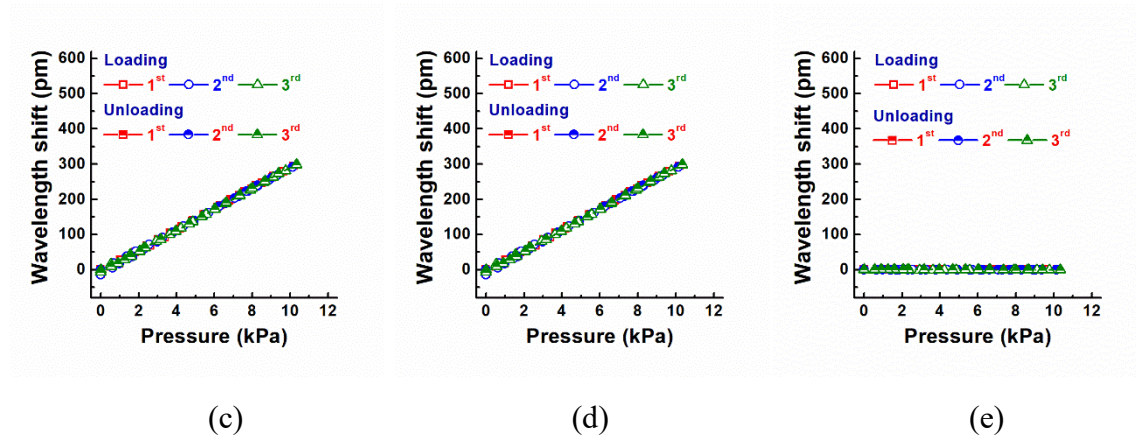 Wavelength shift (pm)
600
500
400
300
200
100
0
Loading
1st 2nd 3rd
Unloading
1st 2nd 3rd
0 2 4 6 8 10 12
Pressure (kPa)
(c)
Wavelength shift (pm)
600
500
400
300
200
100
0
Loading
1st 2nd 3rd
Unloading
1st 2nd 3rd
0 2 4 6 8 10 12
Pressure (kPa)
(d)
Wavelength shift (pm)
600
500
400
300
200
100
0
Loading
1st 2nd 3rd
Unloading
1st 2nd 3rd
0 2 4 6 8 10 12
Pressure (kPa)
(e)